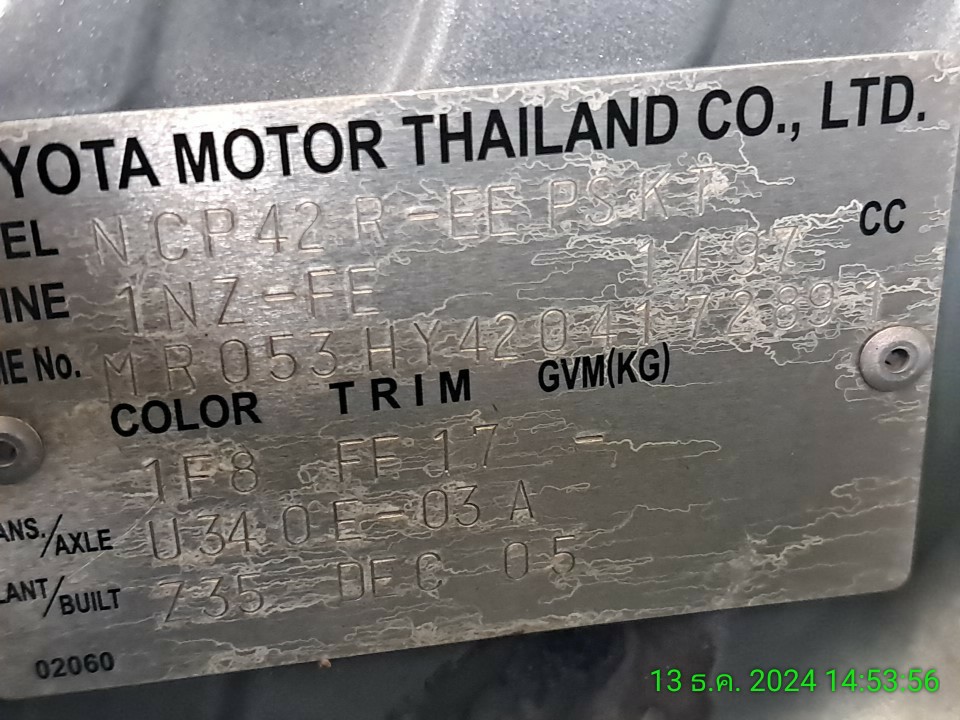 YOTA MOTOR THAILAND CO., LTD.
EL NCP42R-EEPSKT
INE 1NZ-FE 1497 CC
ME No. MR053HY4204172891
COLOR TRIM GVM(KG)
1F8 FF17 -
ANS./AXLE U340E-03A
LANT/BUILT Z35 DEC 05
02060
13 ธ.ค. 2024 14:53:56